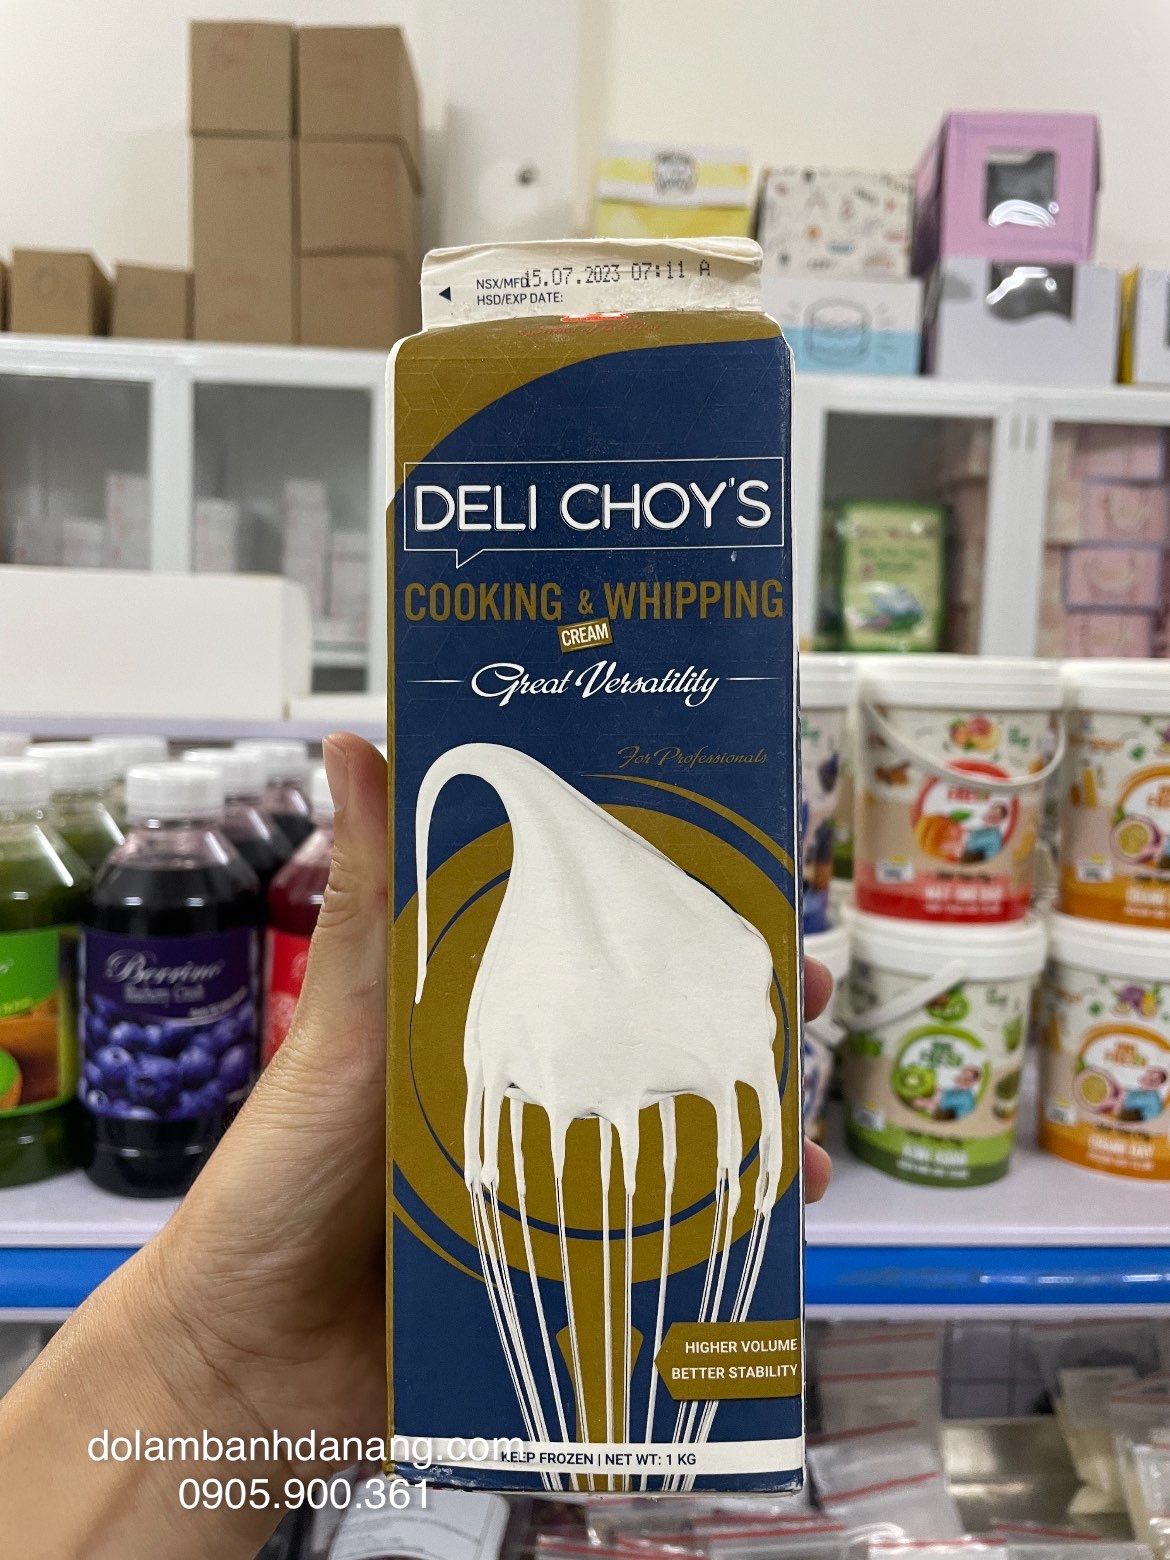 NSX/MFD 15.07.2023 07:11 A
HSD/EXP DATE:
DELI CHOY'S
COOKING & WHIPPING
CREAM
Great Versatility
For Professionals
HIGHER VOLUME
BETTER STABILITY
KEEP FROZEN | NET WT: 1 KG
Berrino
dolambanhdanang.com
0905.900.361